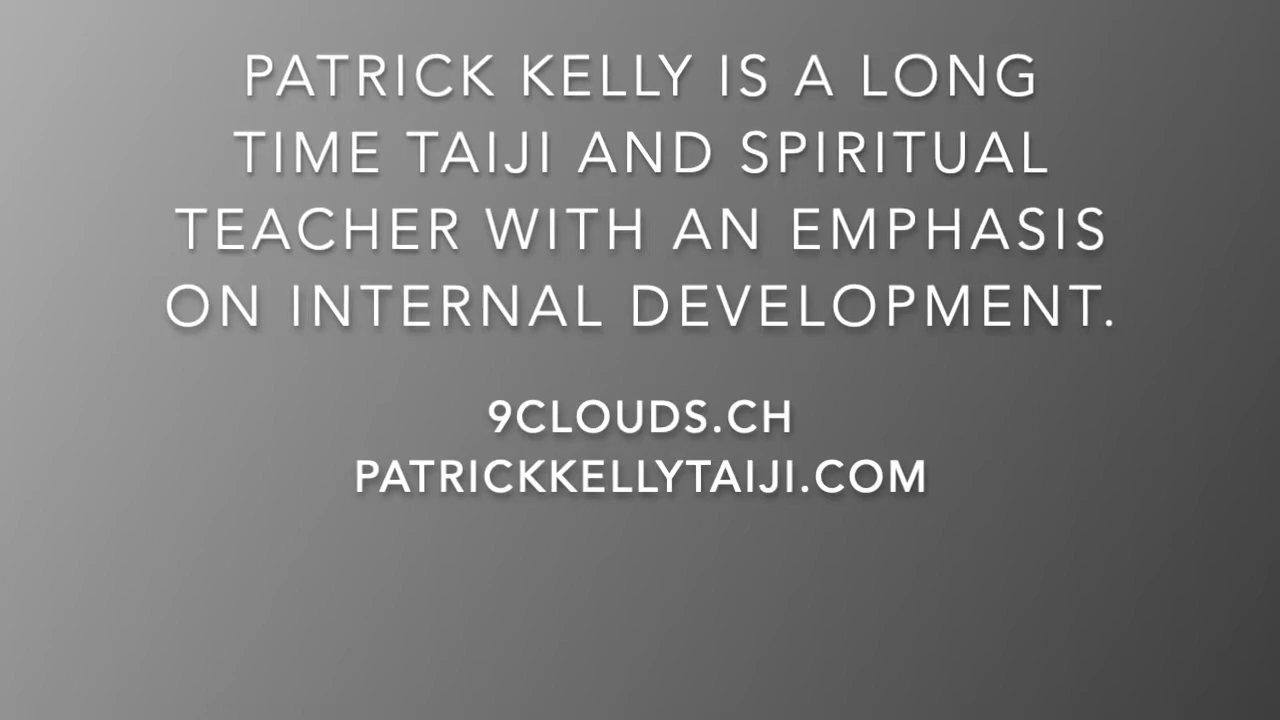 PATRICK KELLY IS A LONG
TIME TAIJI AND SPIRITUAL
TEACHER WITH AN EMPHASIS
ON INTERNAL DEVELOPMENT.
9CLOUDS.CH
PATRICKKELLYTAIJI.COM